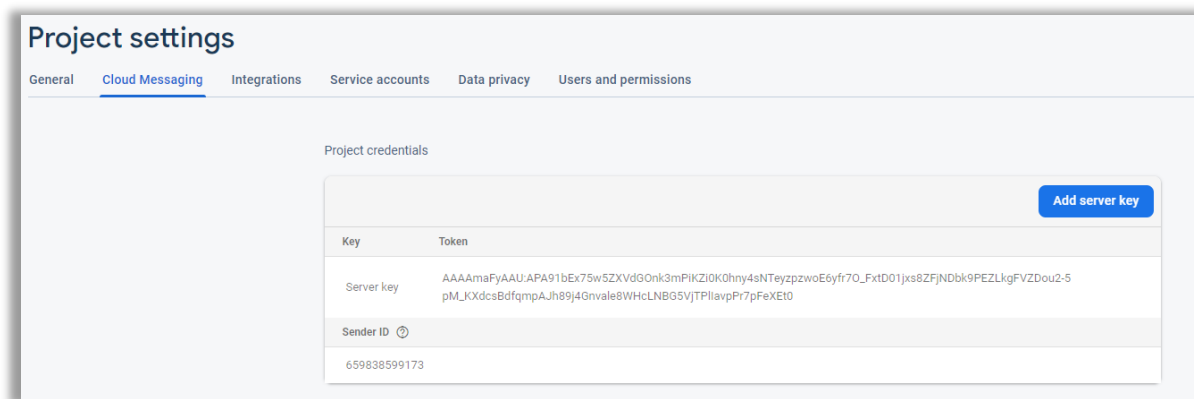 Project settings
General Cloud Messaging Integrations Service accounts Data privacy Users and permissions
Project credentials
Add server key
Key Token
Server key AAAAmaFyAAU:APA91bEx75w5ZXVdGOnk3mPiKZi0K0hny4sNTeyzpzwoE6yfr7O_FxtD01jxs8ZFjNDbk9PEZLkgFVZDou2-5
pM_KXdcsBdfqmpAJh89j4Gnvale8WHcLNBG5VjTPlIavpPr7pFeXEt0
Sender ID ?
659838599173